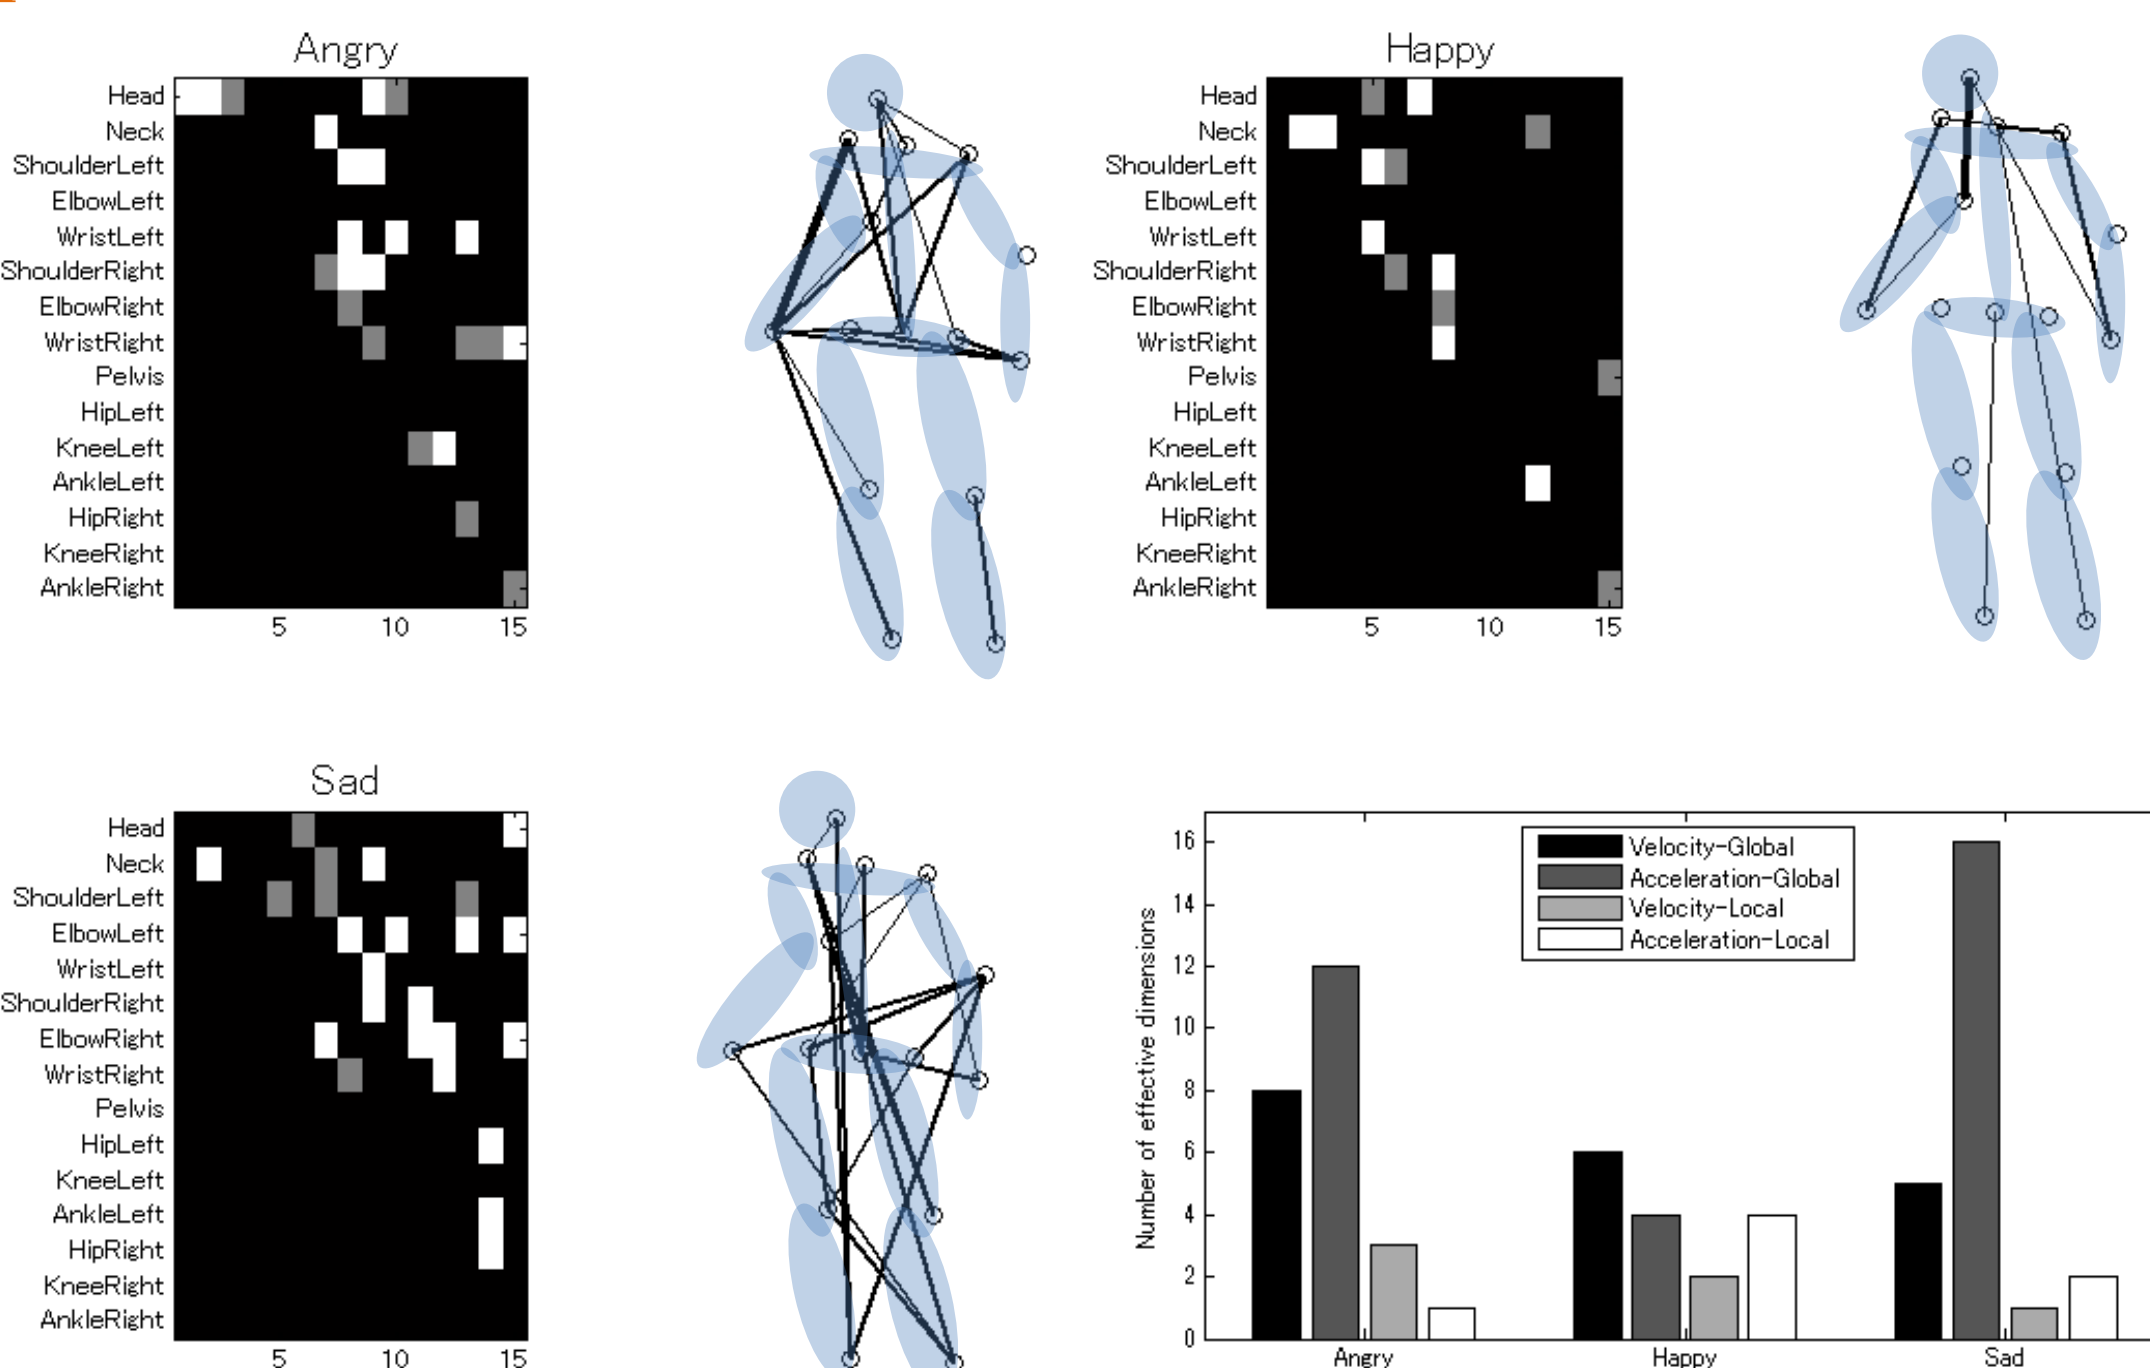 Angry
Head
Neck
ShoulderLeft
ElbowLeft
WristLeft
ShoulderRight
ElbowRight
WristRight
Pelvis
HipLeft
KneeLeft
AnkleLeft
HipRight
KneeRight
AnkleRight
5 10 15
Happy
Head
Neck
ShoulderLeft
ElbowLeft
WristLeft
ShoulderRight
ElbowRight
WristRight
Pelvis
HipLeft
KneeLeft
AnkleLeft
HipRight
KneeRight
AnkleRight
5 10 15
Sad
Head
Neck
ShoulderLeft
ElbowLeft
WristLeft
ShoulderRight
ElbowRight
WristRight
Pelvis
HipLeft
KneeLeft
AnkleLeft
HipRight
KneeRight
AnkleRight
5 10 15
Number of effective dimensions
16
14
12
10
8
6
4
2
0
Velocity-Global
Acceleration-Global
Velocity-Local
Acceleration-Local
Angry Happy Sad